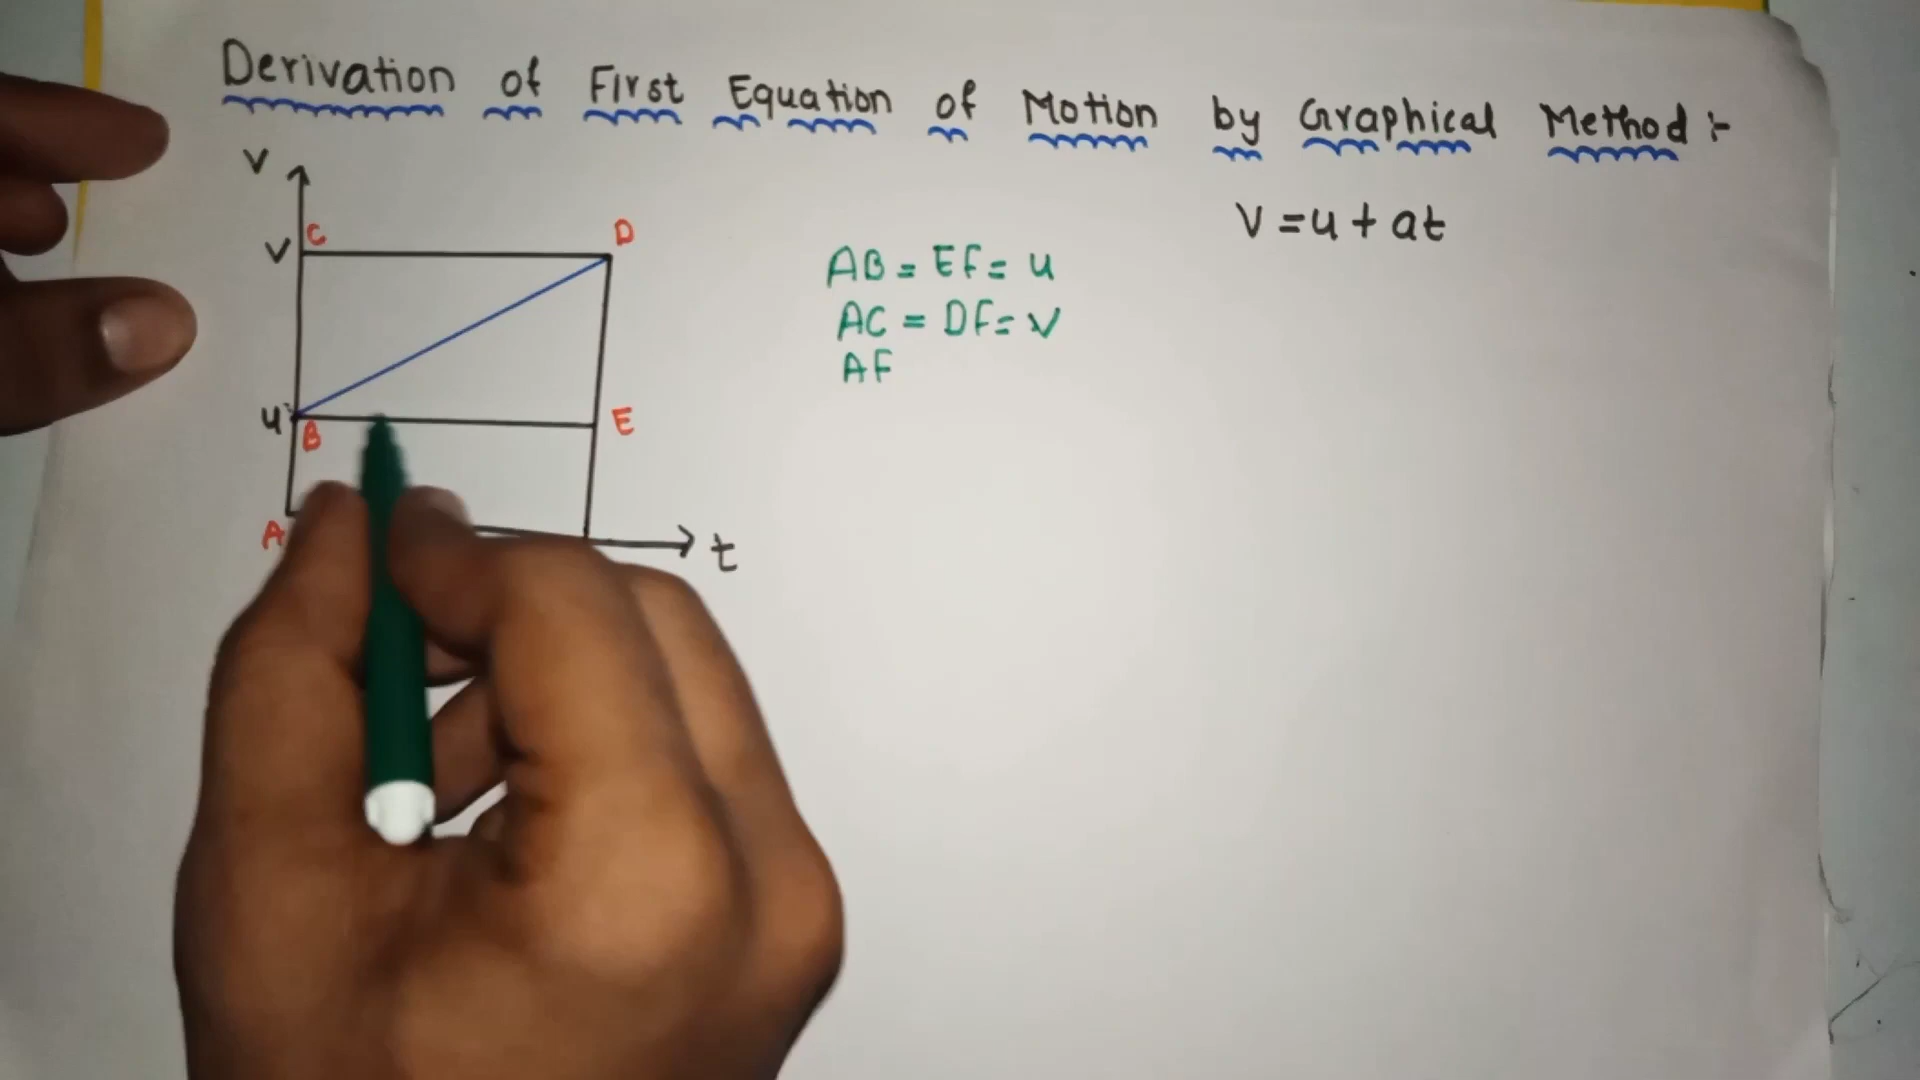 Derivation of First Equation of Motion by Graphical Method :-
V
V = u + at
C
D
V
AB = EF = u
AC = DF = V
AF
u
B
E
A
t